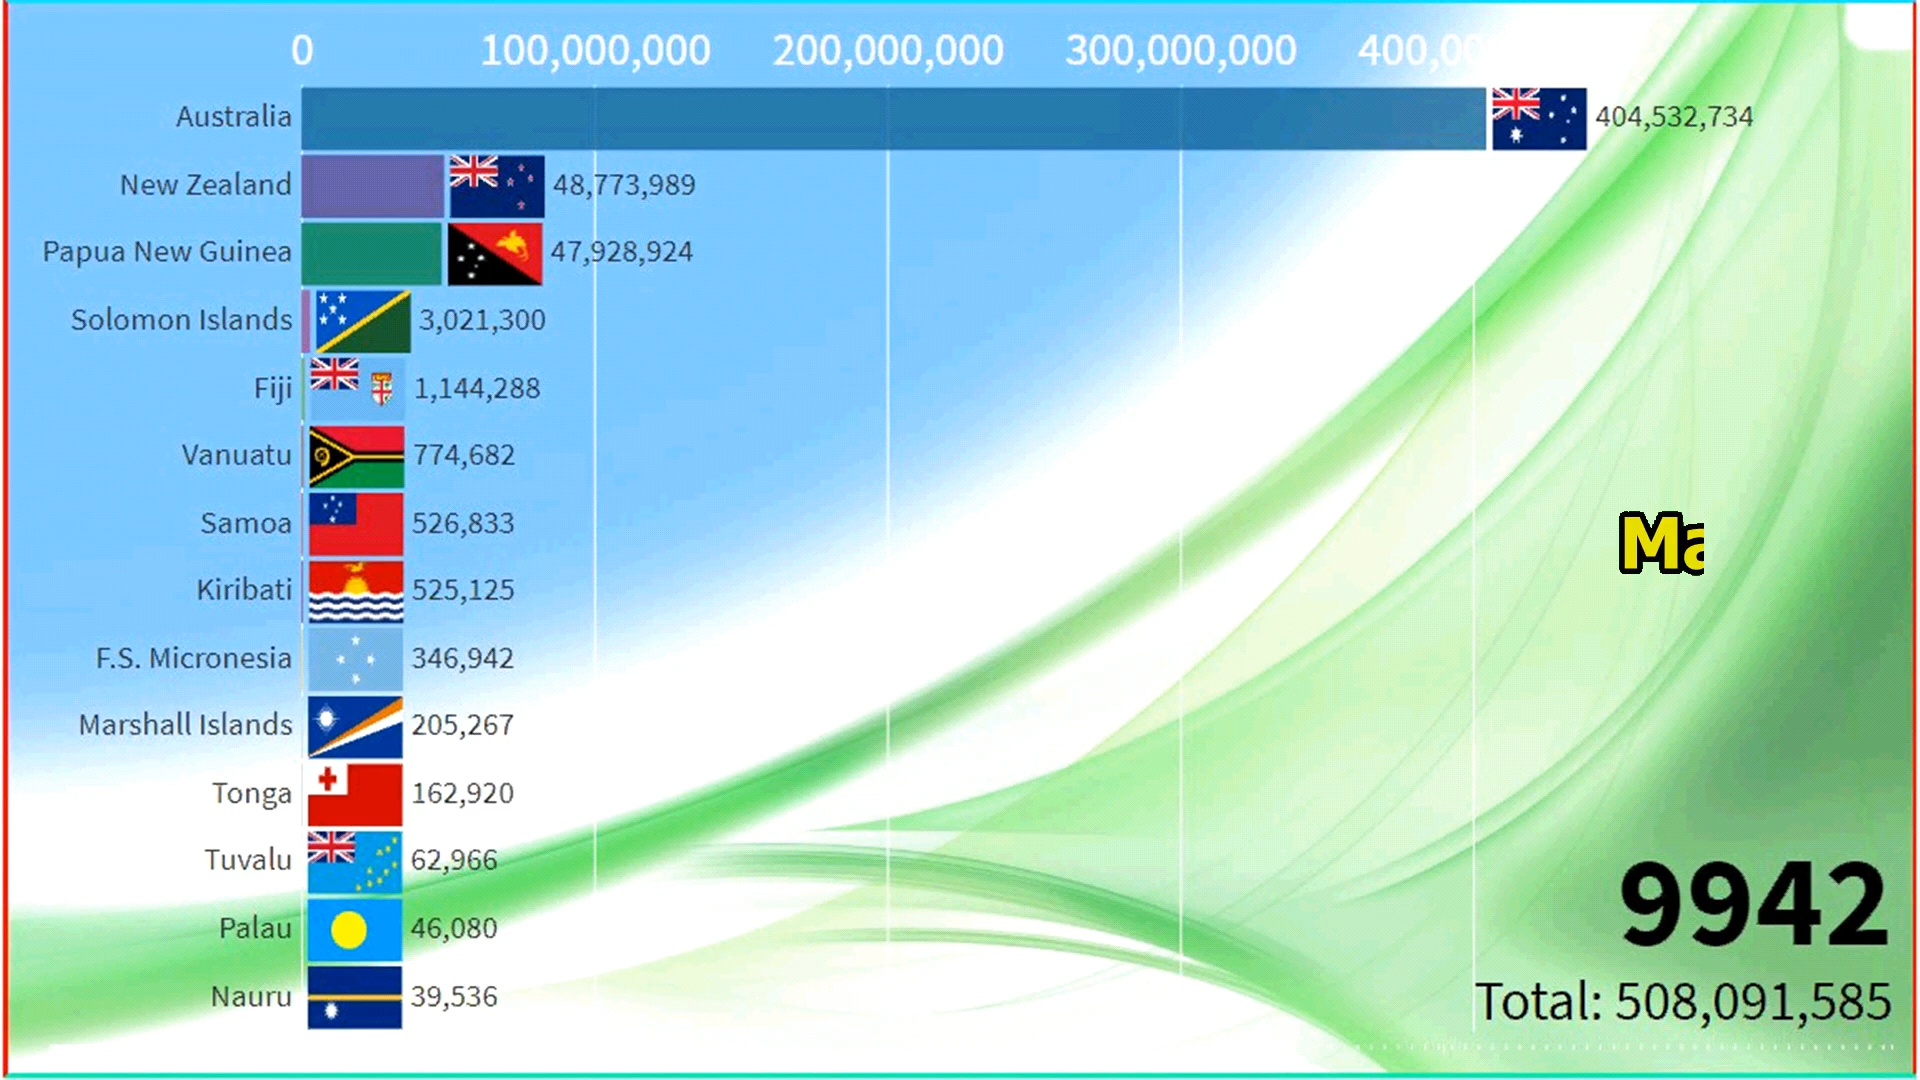 0 100,000,000 200,000,000 300,000,000 400,00
Australia 404,532,734
New Zealand 48,773,989
Papua New Guinea 47,928,924
Solomon Islands 3,021,300
Fiji 1,144,288
Vanuatu 774,682
Samoa 526,833
Kiribati 525,125
F.S. Micronesia 346,942
Marshall Islands 205,267
Tonga 162,920
Tuvalu 62,966
Palau 46,080
Nauru 39,536
Ma
9942
Total: 508,091,585